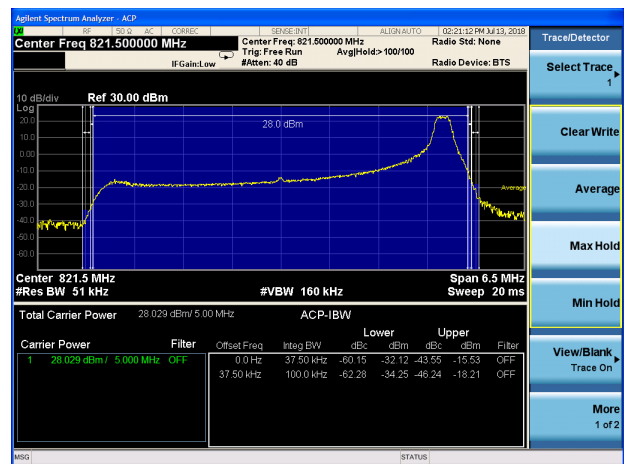 Agilent Spectrum Analyzer - ACP
LXI RF 50 Ω AC CORREC SENSE:INT ALIGN AUTO 02:21:12 PM Jul 13, 2018
Center Freq 821.500000 MHz
Center Freq: 821.500000 MHz
Radio Std: None
Trig: Free Run Avg|Hold:>100/100
IFGain:Low #Atten: 40 dB Radio Device: BTS
Trace/Detector
Select Trace
1
Clear Write
Average
Max Hold
Min Hold
View/Blank
Trace On
More
1 of 2
10 dB/div Ref 30.00 dBm
Log
20.0
10.0
0.00
-10.0
-20.0
-30.0
-40.0
-50.0
-60.0
28.0 dBm
Average
Center 821.5 MHz Span 6.5 MHz
#Res BW 51 kHz #VBW 160 kHz Sweep 20 ms
Total Carrier Power 28.029 dBm/ 5.00 MHz ACP-IBW
Lower Upper
Carrier Power Filter Offset Freq Integ BW dBc dBm dBc dBm Filter
1 28.029 dBm / 5.000 MHz OFF 0.0 Hz 37.50 kHz -60.15 -32.12 -43.55 -15.53 OFF
37.50 kHz 100.0 kHz -62.28 -34.25 -46.24 -18.21 OFF
MSG STATUS